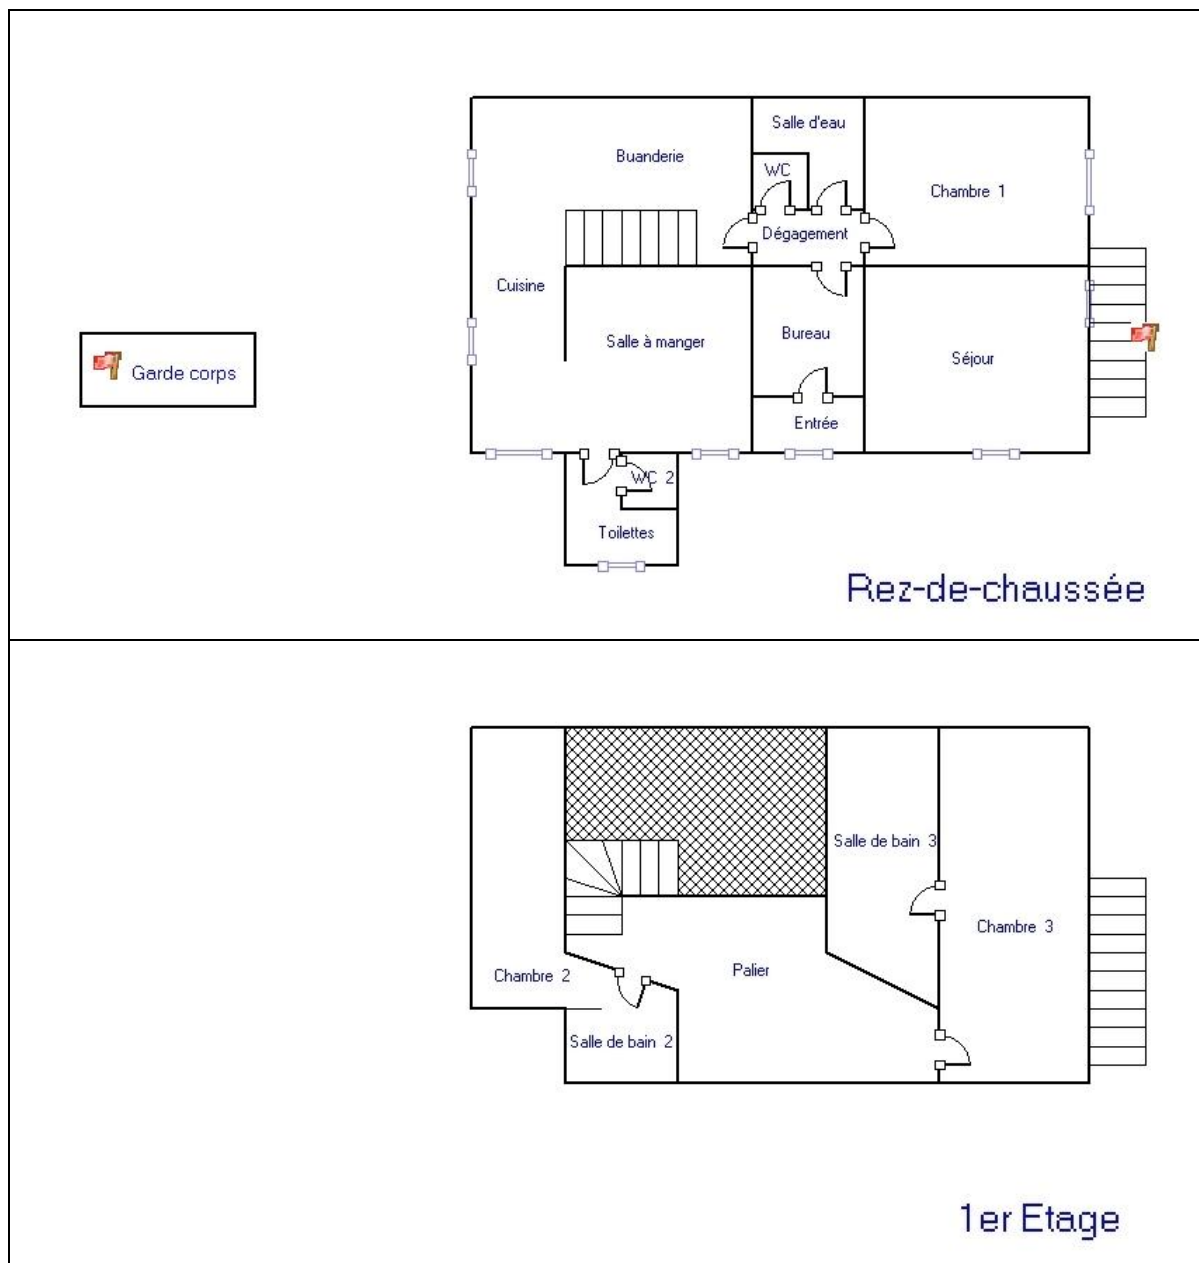 Salle d'eau
Buanderie
WC
Chambre 1
Dégagement
Cuisine
Salle à manger
Bureau
Séjour
Garde corps
Entrée
WC 2
Toilettes
Rez-de-chaussée
Salle de bain 3
Chambre 3
Chambre 2
Palier
Salle de bain 2
1er Etage